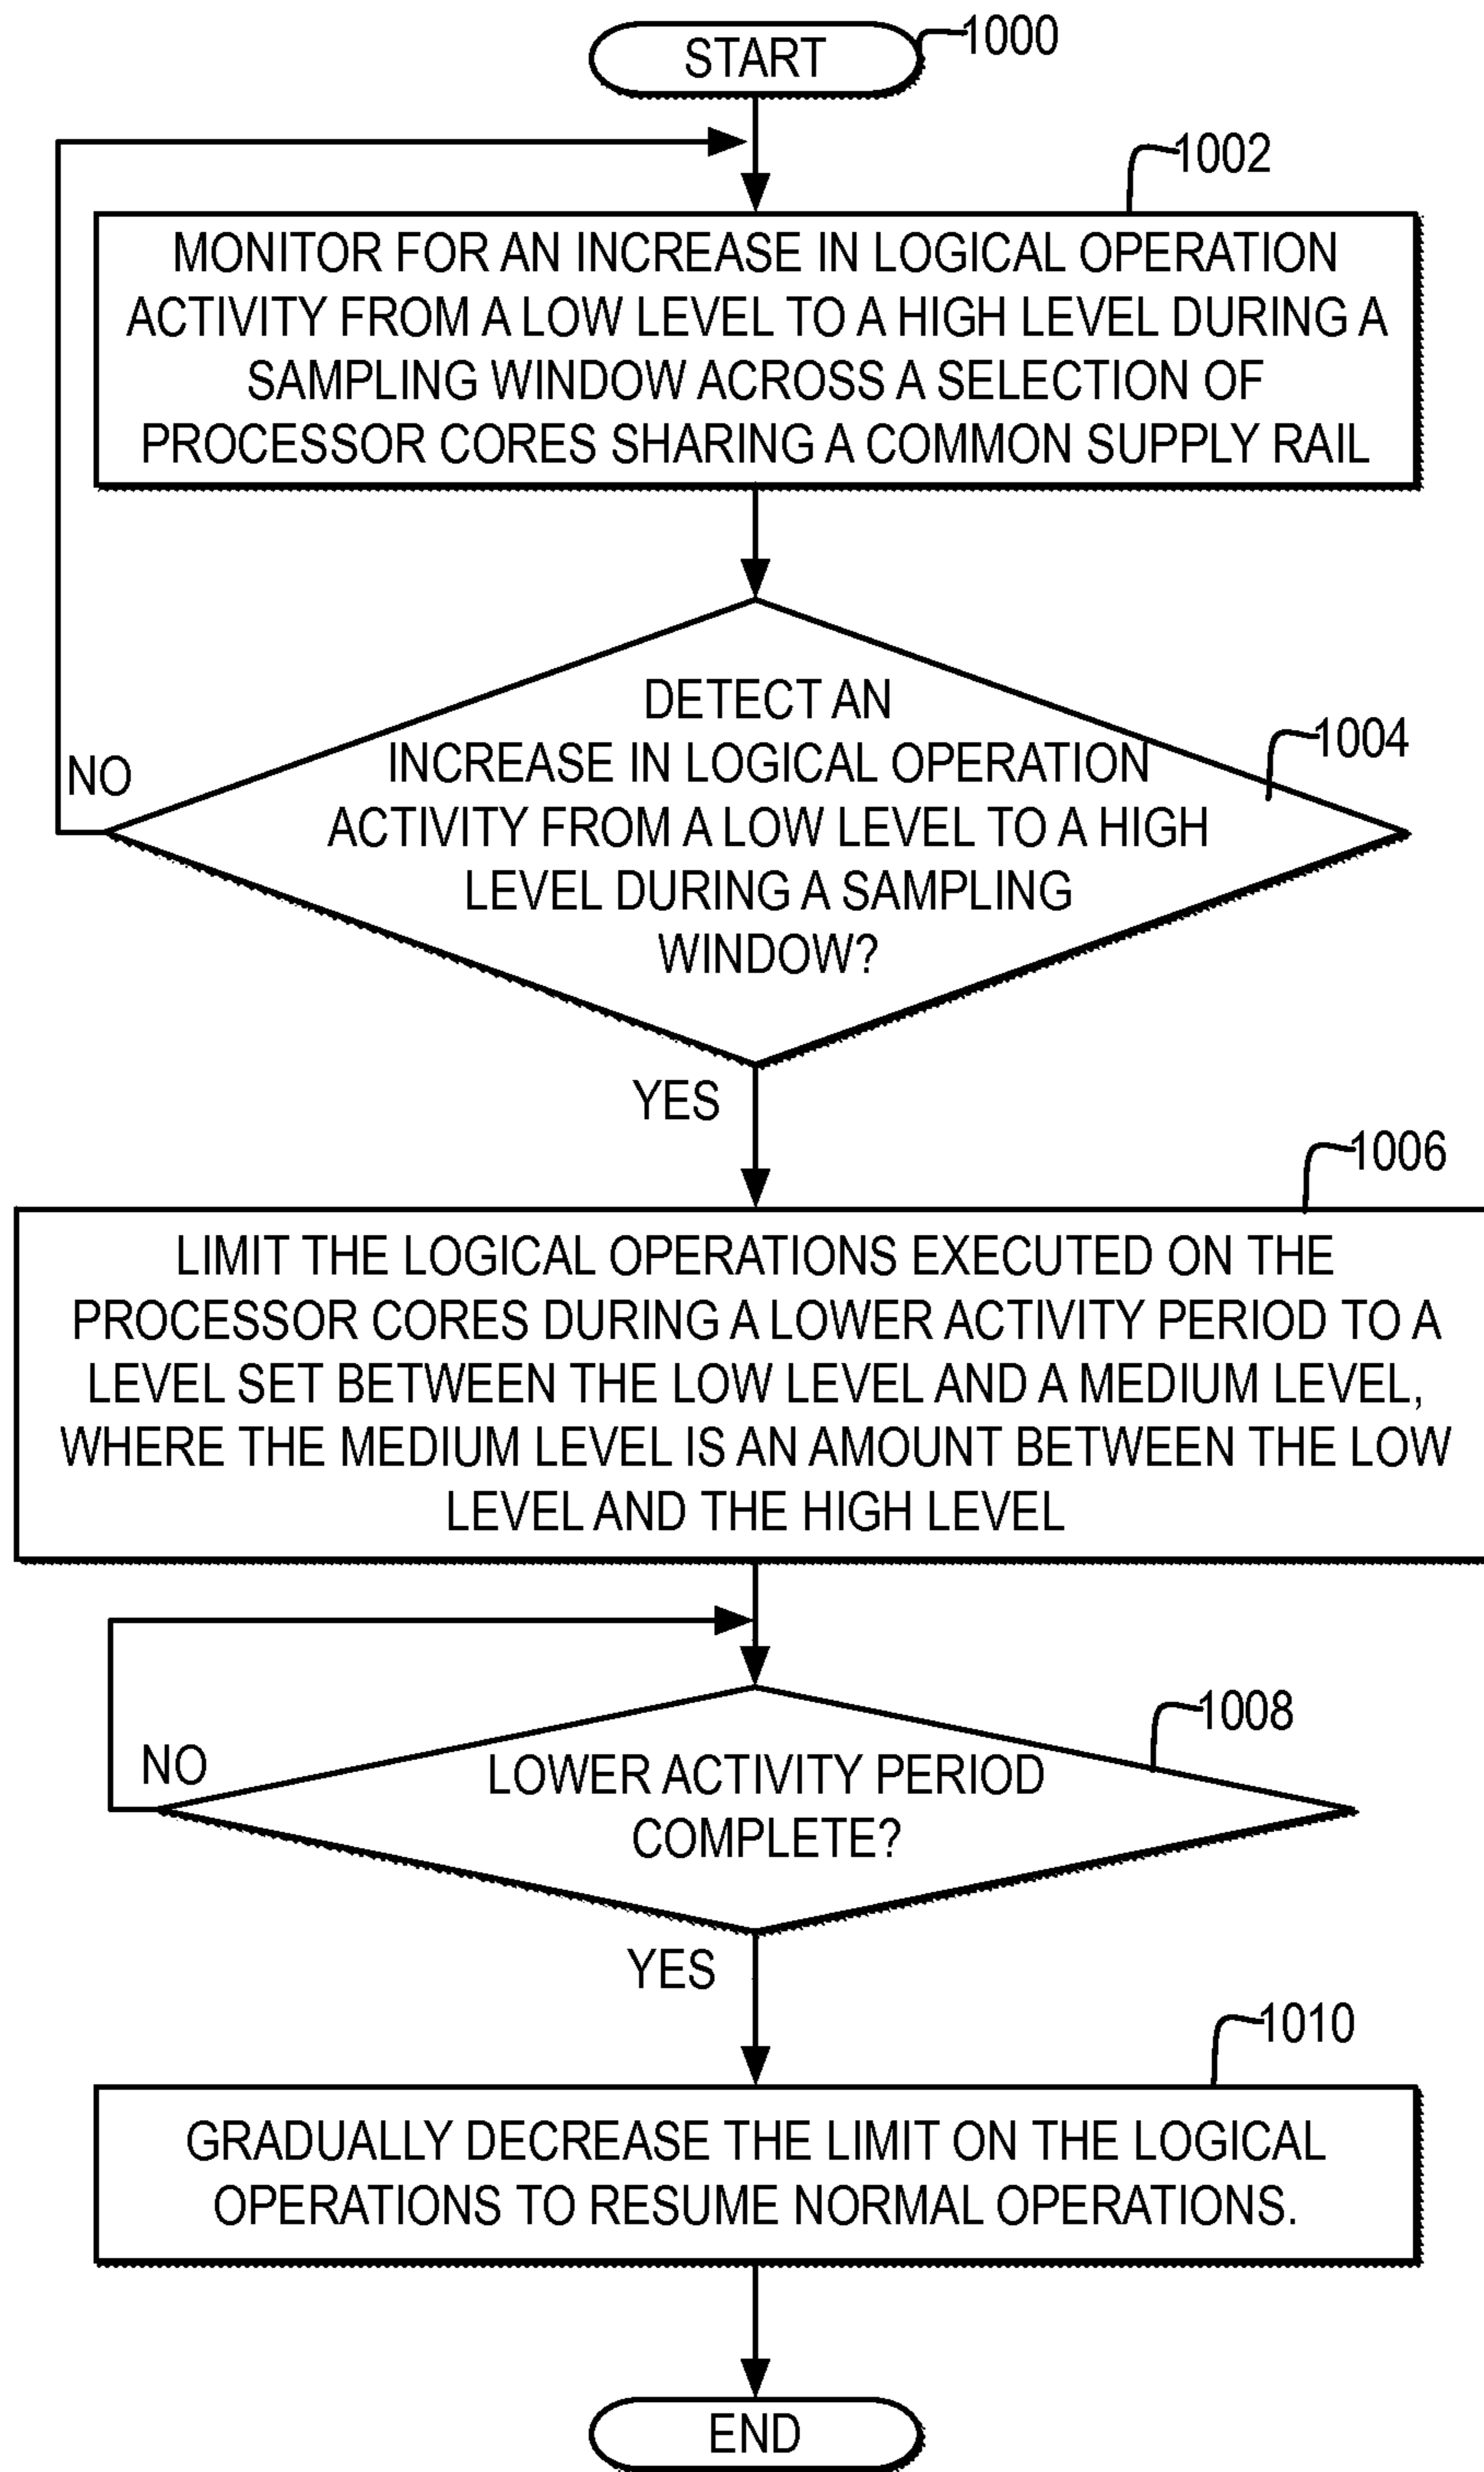 START
1000
1002
MONITOR FOR AN INCREASE IN LOGICAL OPERATION
ACTIVITY FROM A LOW LEVEL TO A HIGH LEVEL DURING A
SAMPLING WINDOW ACROSS A SELECTION OF
PROCESSOR CORES SHARING A COMMON SUPPLY RAIL
DETECT AN
INCREASE IN LOGICAL OPERATION
ACTIVITY FROM A LOW LEVEL TO A HIGH
LEVEL DURING A SAMPLING
WINDOW?
1004
NO
YES
1006
LIMIT THE LOGICAL OPERATIONS EXECUTED ON THE
PROCESSOR CORES DURING A LOWER ACTIVITY PERIOD TO A
LEVEL SET BETWEEN THE LOW LEVEL AND A MEDIUM LEVEL,
WHERE THE MEDIUM LEVEL IS AN AMOUNT BETWEEN THE LOW
LEVEL AND THE HIGH LEVEL
1008
NO
LOWER ACTIVITY PERIOD
COMPLETE?
YES
1010
GRADUALLY DECREASE THE LIMIT ON THE LOGICAL
OPERATIONS TO RESUME NORMAL OPERATIONS.
END